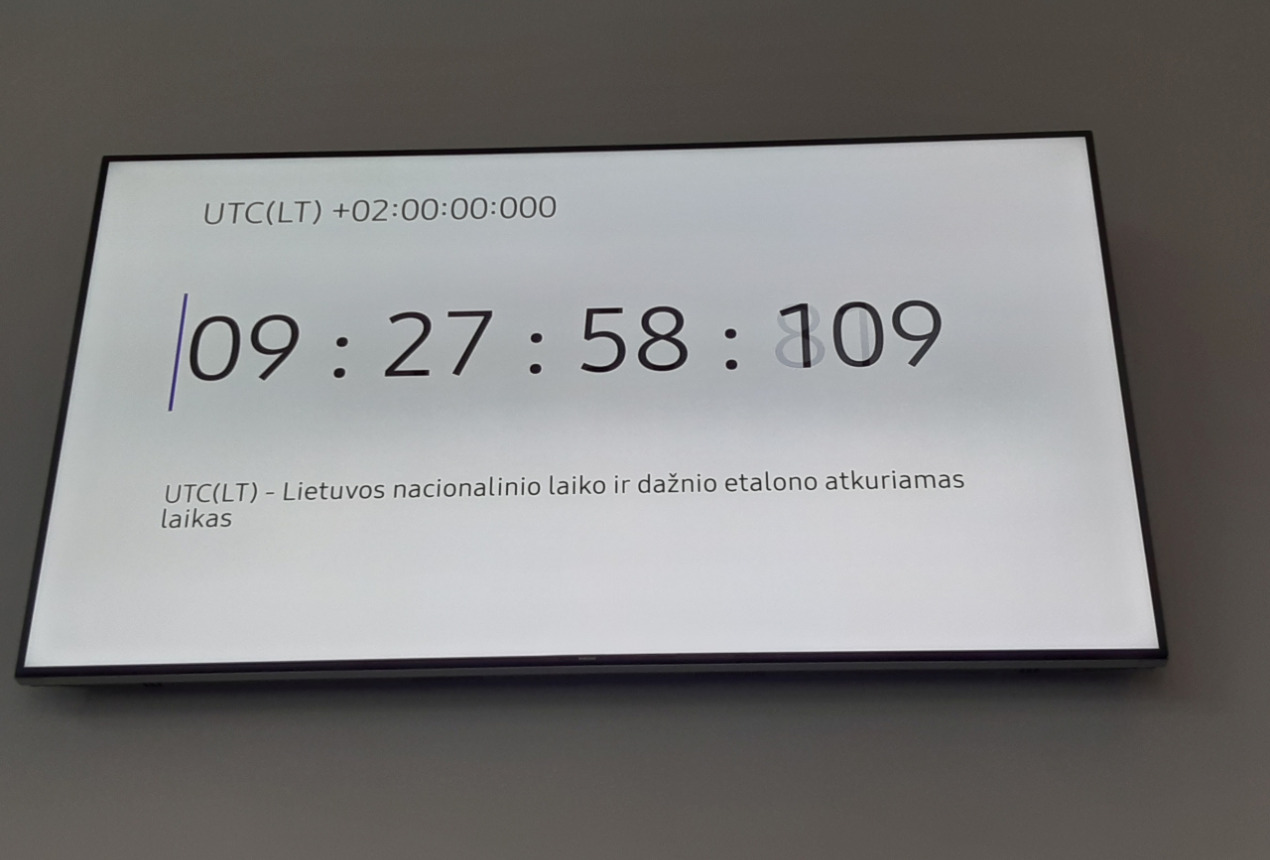 UTC(LT) +02:00:00:000
09 : 27 : 58 : 109
UTC(LT) - Lietuvos nacionalinio laiko ir dažnio etalono atkuriamas
laikas